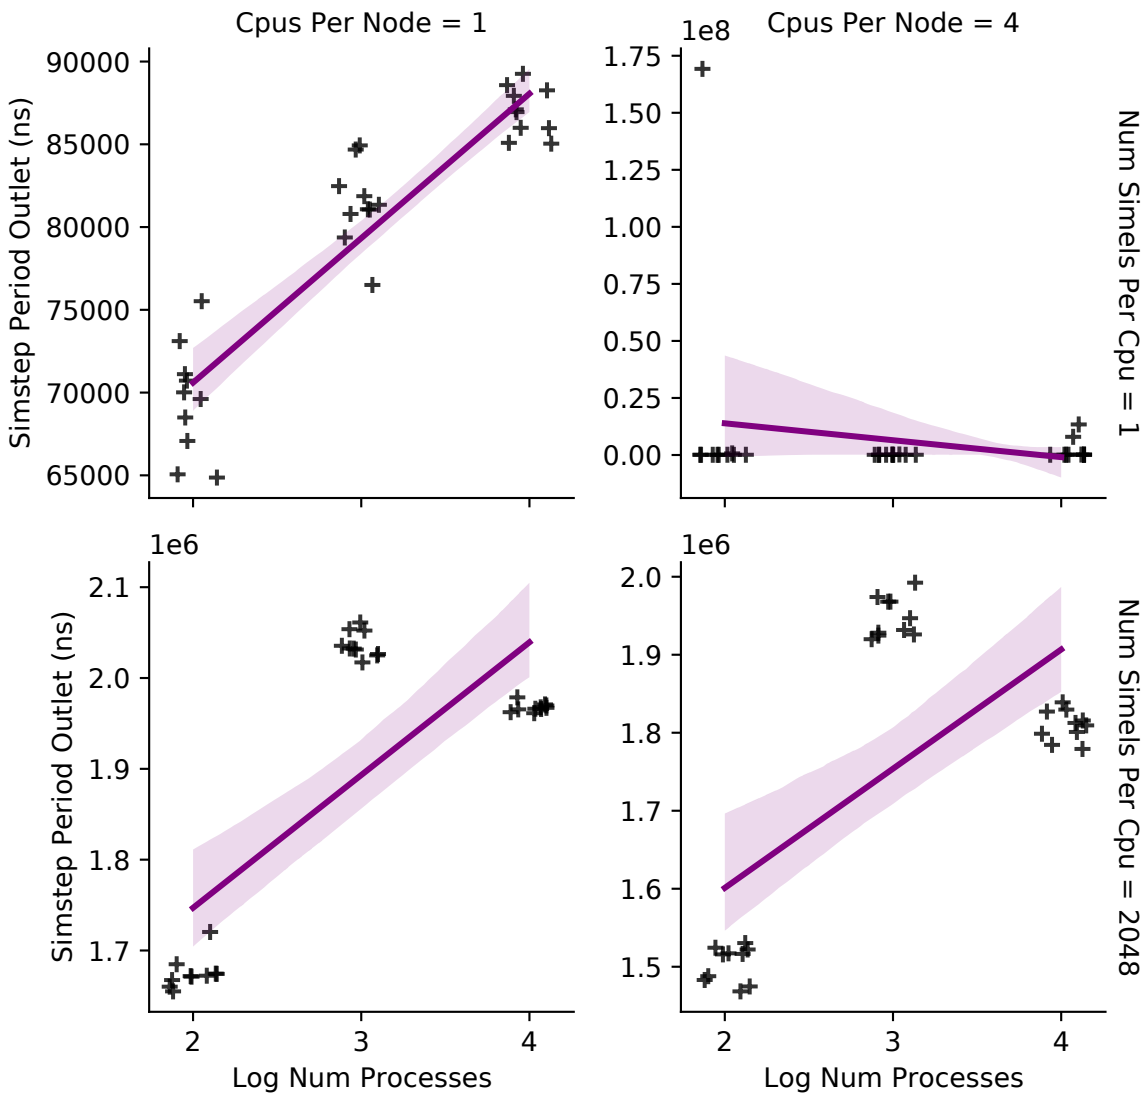 Cpus Per Node = 1
Cpus Per Node = 4
1e8
90000
85000
80000
75000
70000
65000
Simstep Period Outlet (ns)
1.75
1.50
1.25
1.00
0.75
0.50
0.25
0.00
Num Simels Per Cpu = 1
1e6
2.1
2.0
1.9
1.8
1.7
Simstep Period Outlet (ns)
2
3
4
Log Num Processes
1e6
2.0
1.9
1.8
1.7
1.6
1.5
Num Simels Per Cpu = 2048
2
3
4
Log Num Processes